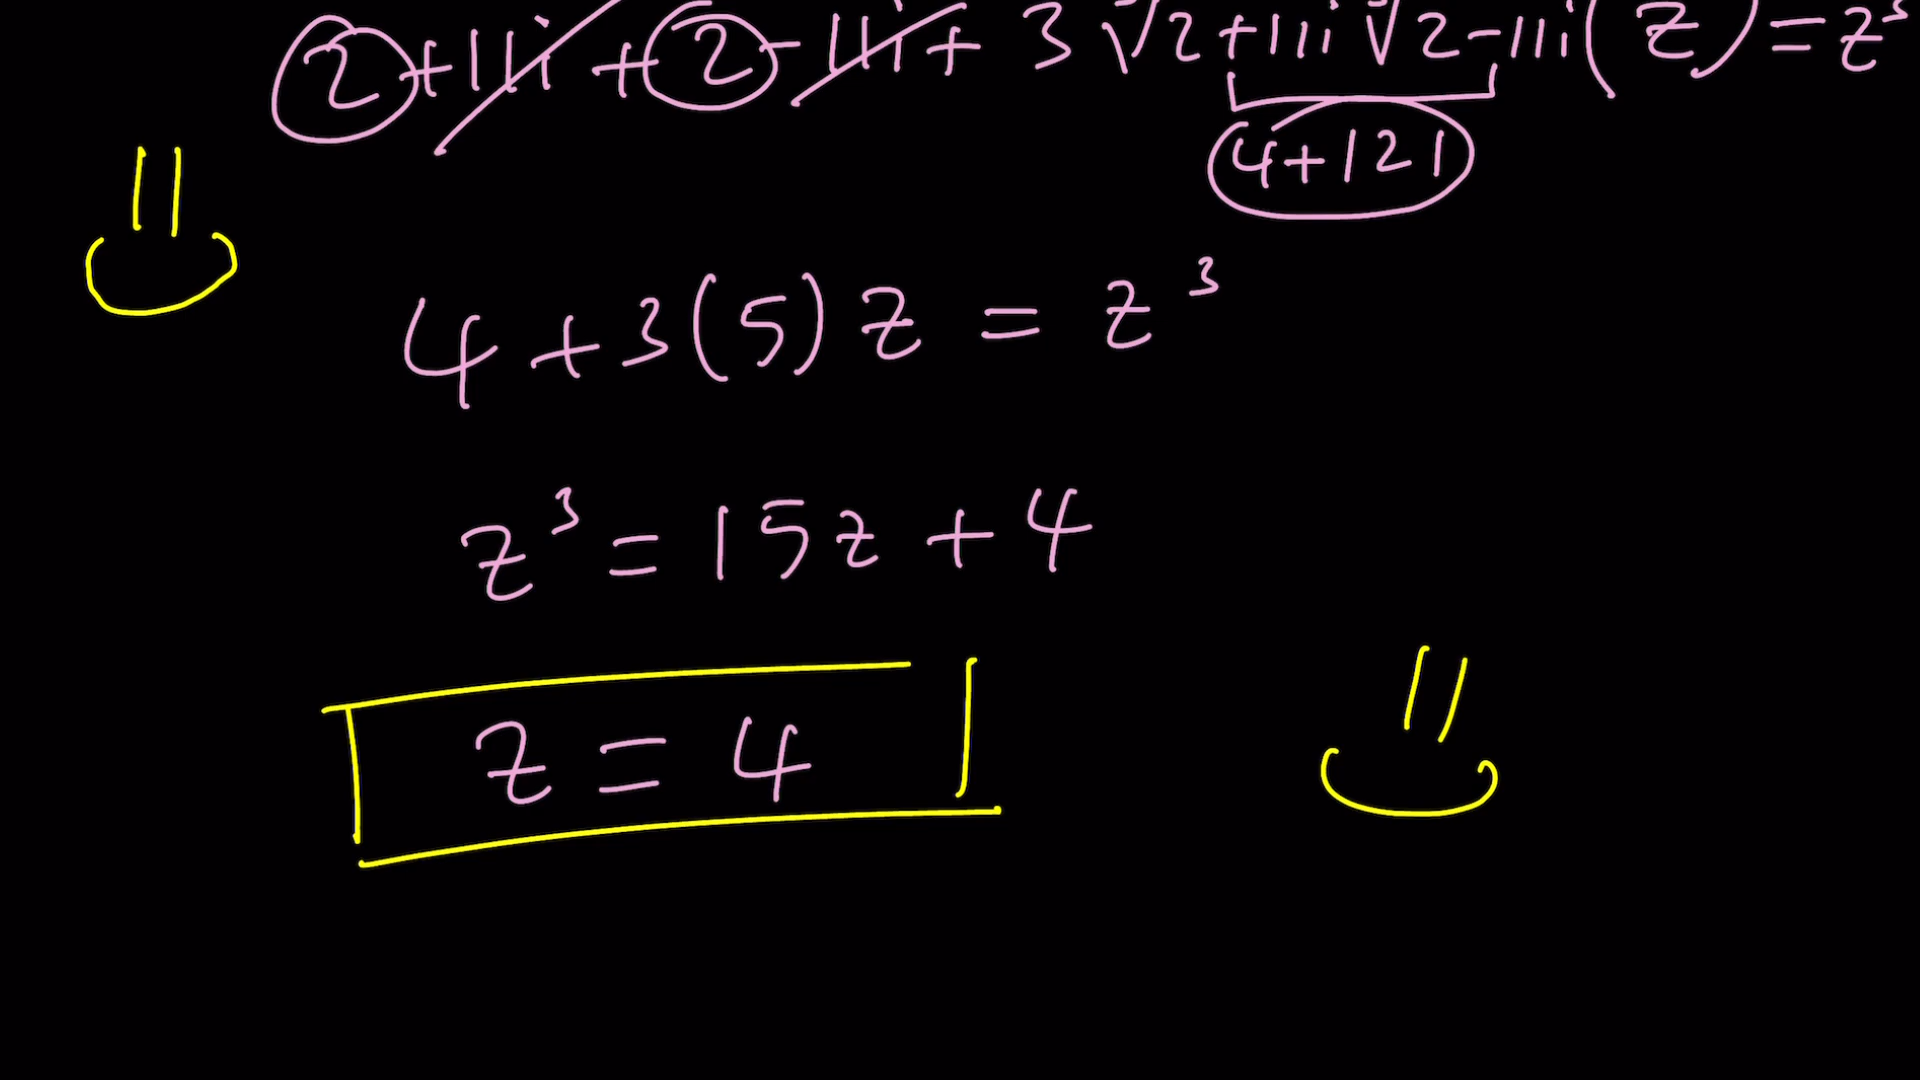 2 + 11i + 2 - 11i + 3 ∛2+11i ∛2-11i (z) = z³
4+121
4 + 3(5)z = z³
z³ = 15z + 4
z = 4